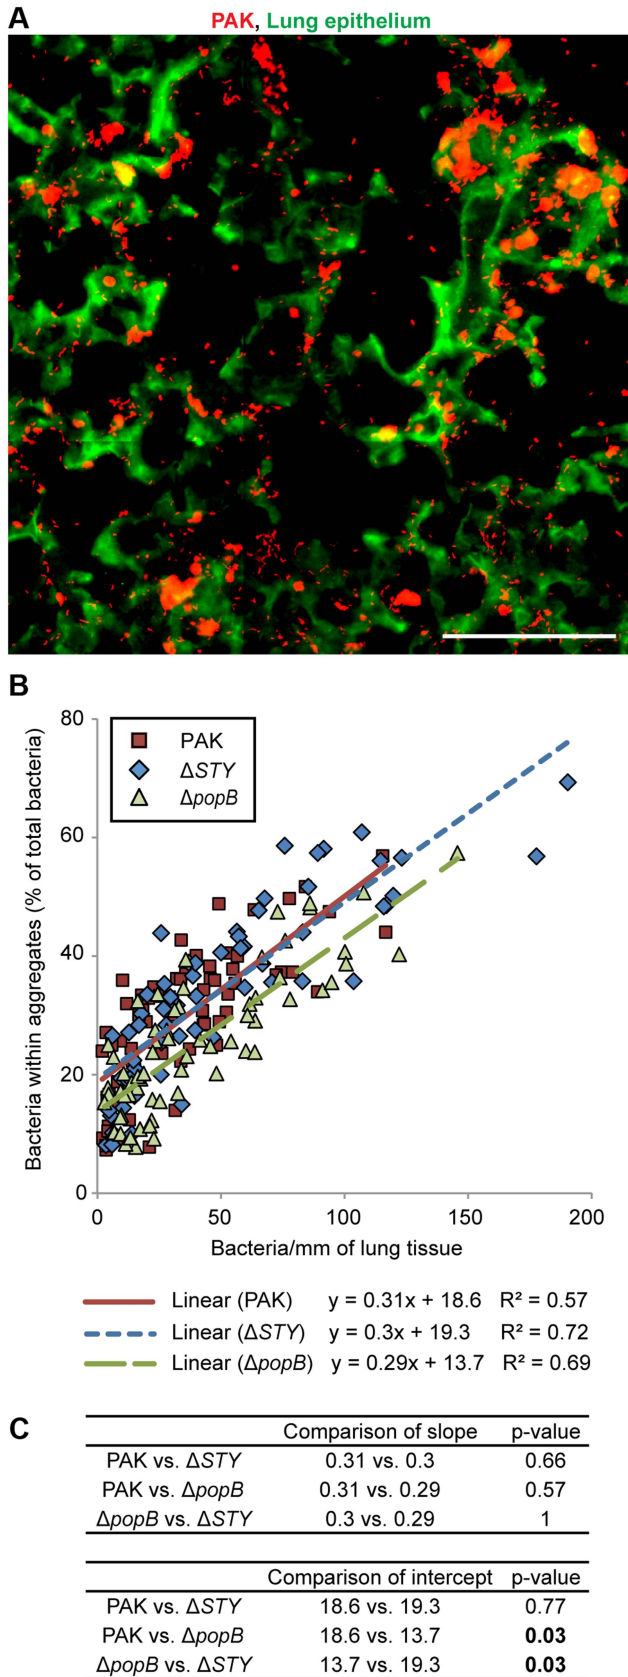 A
PAK, Lung epithelium
B
Bacteria within aggregates (% of total bacteria)
80
60
40
20
0
PAK
ΔSTY
ΔpopB
0 50 100 150 200
Bacteria/mm of lung tissue
Linear (PAK) y = 0.31x + 18.6 R² = 0.57
Linear (ΔSTY) y = 0.3x + 19.3 R² = 0.72
Linear (ΔpopB) y = 0.29x + 13.7 R² = 0.69
C
Comparison of slope p-value
PAK vs. ΔSTY 0.31 vs. 0.3 0.66
PAK vs. ΔpopB 0.31 vs. 0.29 0.57
ΔpopB vs. ΔSTY 0.3 vs. 0.29 1
Comparison of intercept p-value
PAK vs. ΔSTY 18.6 vs. 19.3 0.77
PAK vs. ΔpopB 18.6 vs. 13.7 0.03
ΔpopB vs. ΔSTY 13.7 vs. 19.3 0.03